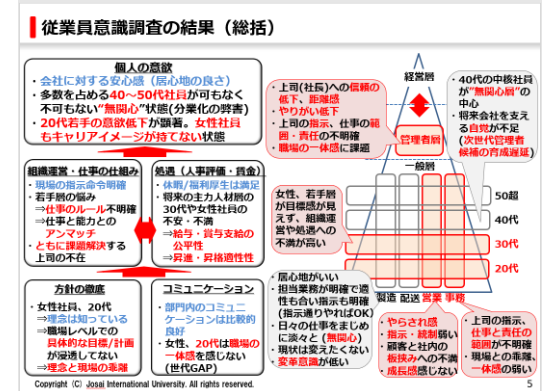 従業員意識調査の結果（総括）
個人の意欲
・会社に対する安心感（居心地の良さ）
・多数を占める40～50代社員が可もなく
不可もない“無関心”状態(分業化の弊害)
・20代若手の意欲低下が顕著。女性社員
もキャリアイメージが持てない状態
組織運営・仕事の仕組み
・現場の指示命令明確
・若手層の悩み
⇒仕事のルール不明確
⇒仕事と能力との
アンマッチ
・ともに課題解決する
上司の不在
処遇（人事評価・賃金）
・休暇/福利厚生は満足
・将来の主力人材層の
30代や女性社員の
不安・不満
⇒給与・賞与支給の
公平性
⇒昇進・昇格適性性
方針の徹底
・女性社員、20代
⇒理念は知っている
⇒職場レベルでの
具体的な目標/計画
が浸透してない
⇒理念と現場の乖離
コミュニケーション
・部門内のコミュニ
ケーションは比較的
良好
・女性、20代は職場の
一体感を感じない
(世代GAP)
・上司(社長)への信頼の
低下、距離感
・やりがい低下
・上司の指示、仕事の範
囲・責任の不明確
・職場の一体感に課題
経営層
管理者層
一般層
・40代の中核社員
が“無関心層”の
中心
・将来会社を支え
る自覚が不足
(次世代管理者
候補の育成遅延)
女性、若手層
が目標感が見
えず、組織運
営や処遇への
不満が高い
50超
40代
30代
20代
製造 配送 営業 事務
・居心地がいい
・担当業務が明確で適
性も合い指示も明確
(指示通りやればOK)
・日々の仕事をまじめ
に淡々と (無関心)
・現状は変えたくない
・変革意識が低い
・やらされ感
・指示・統制弱い
・顧客と社内の
板挟みへの不満
・成長感感じない
・上司の指示、
仕事と責任の
範囲が不明確
・現場との乖離、
一体感の弱さ
Copyright (C) Josai International University. All rights reserved.
5